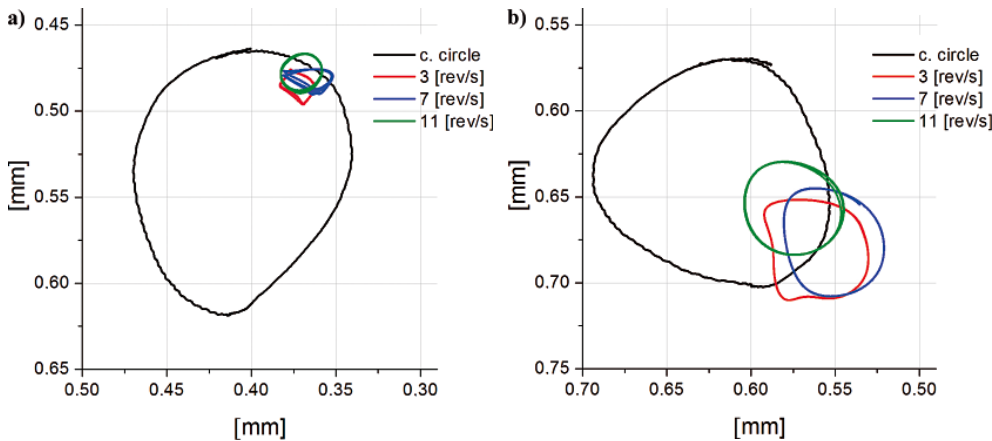 a)
0.45
0.50
0.55
0.60
0.65
[mm]
0.50 0.45 0.40 0.35 0.30
[mm]
c. circle
3 [rev/s]
7 [rev/s]
11 [rev/s]
b)
0.55
0.60
0.65
0.70
0.75
[mm]
0.70 0.65 0.60 0.55 0.50
[mm]
c. circle
3 [rev/s]
7 [rev/s]
11 [rev/s]